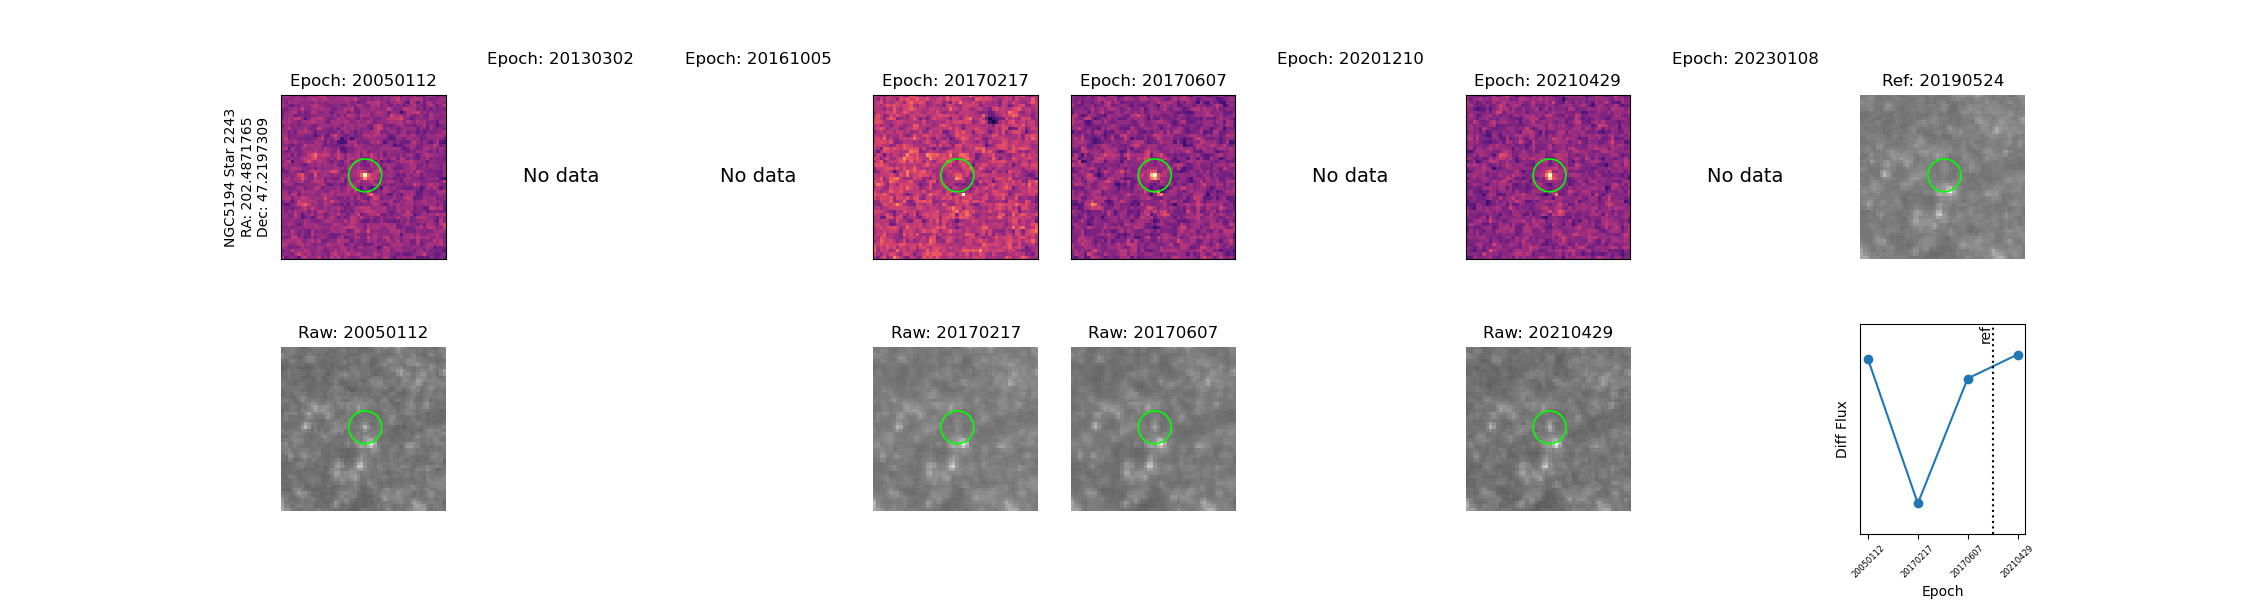 Epoch: 20050112
Epoch: 20130302
Epoch: 20161005
Epoch: 20170217
Epoch: 20170607
Epoch: 20201210
Epoch: 20210429
Epoch: 20230108
Ref: 20190524
NGC5194 Star 2243
RA: 202.4871765
Dec: 47.2197309
No data
No data
No data
No data
Raw: 20050112
Raw: 20170217
Raw: 20170607
Raw: 20210429
ref
Diff Flux
20050112
20170217
20170607
20210429
Epoch